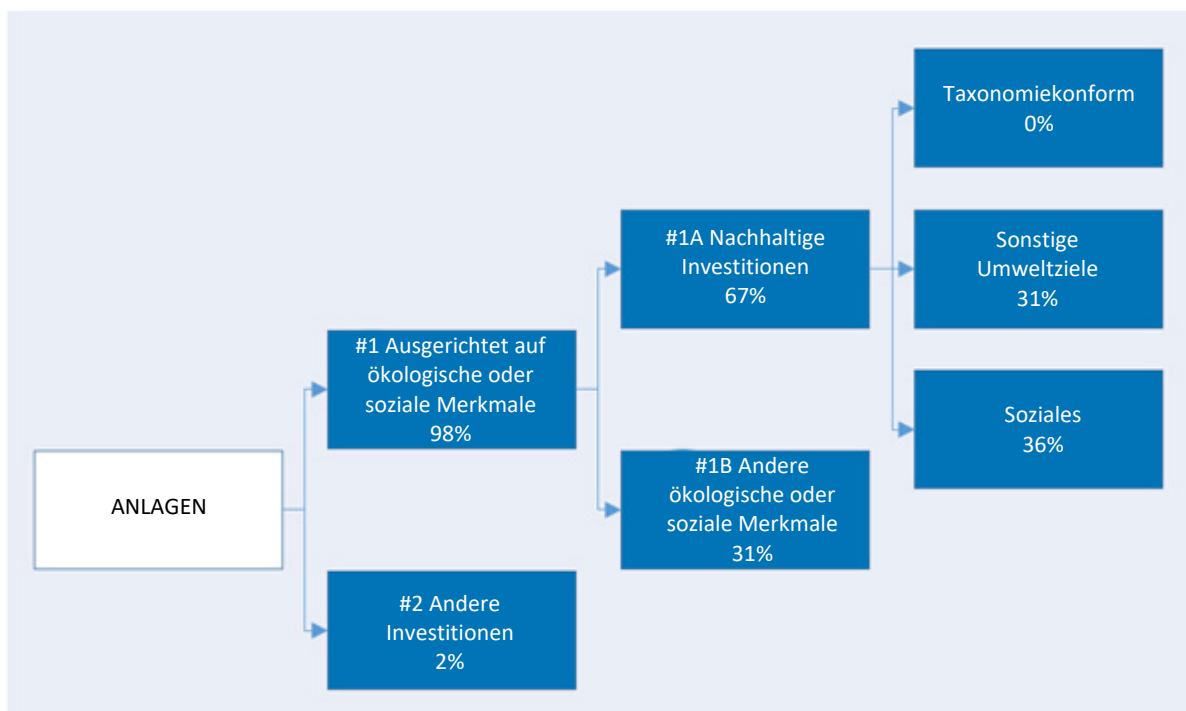 ANLAGEN
#1 Ausgerichtet auf
ökologische oder
soziale Merkmale
98%
#2 Andere
Investitionen
2%
#1A Nachhaltige
Investitionen
67%
#1B Andere
ökologische oder
soziale Merkmale
31%
Taxonomiekonform
0%
Sonstige
Umweltziele
31%
Soziales
36%